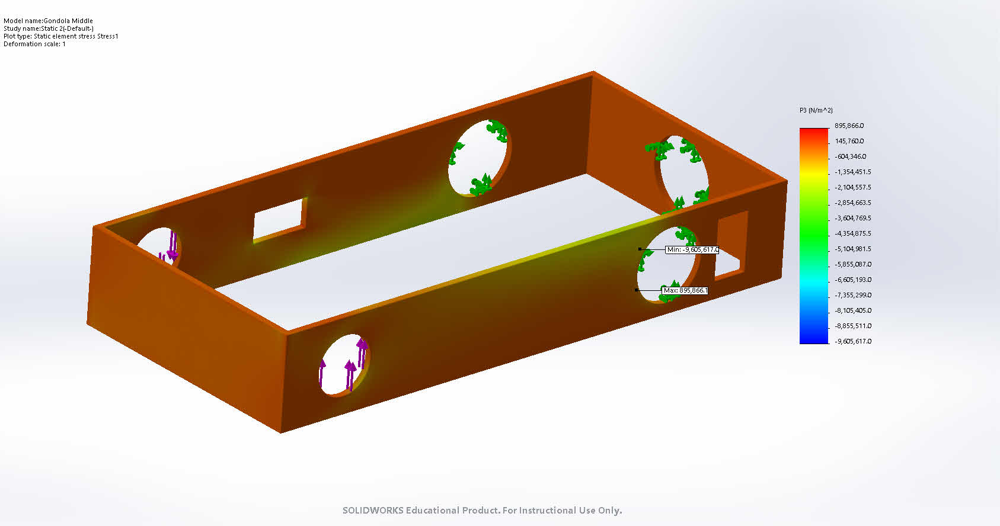 Model name:Gondola Middle
Study name:Static 2(-Default-)
Plot type: Static element stress Stress1
Deformation scale: 1
P3 (N/m^2)
895,866.0
145,760.0
-604,346.0
-1,354,451.5
-2,104,557.5
-2,854,663.5
-3,604,769.5
-4,354,875.5
-5,104,981.5
-5,855,087.0
-6,605,193.0
-7,355,299.0
-8,105,405.0
-8,855,511.0
-9,605,617.0
Min: -9,605,617.0
Max: 895,866.1
SOLIDWORKS Educational Product. For Instructional Use Only.